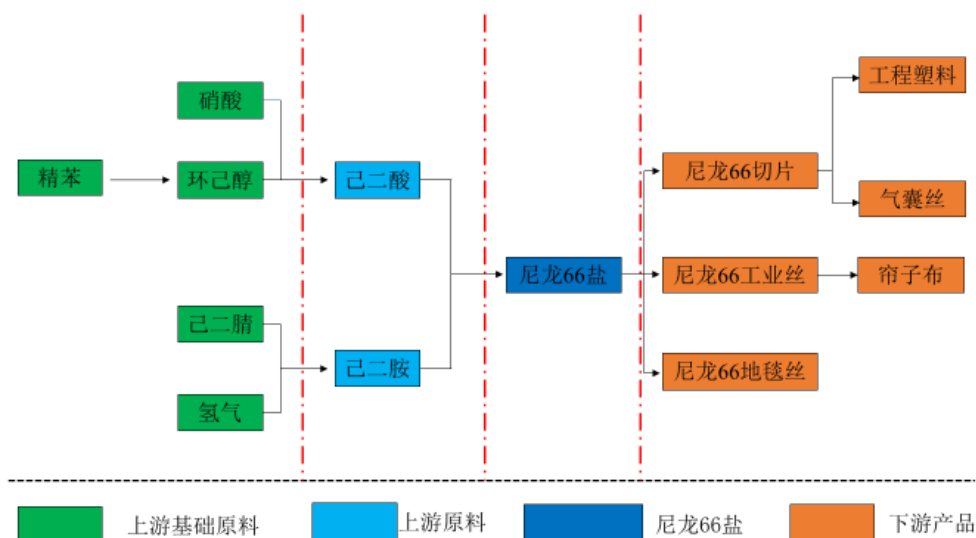 工程塑料
硝酸
精苯
环己醇
己二酸
尼龙66切片
气囊丝
尼龙66盐
尼龙66工业丝
帘子布
己二腈
己二胺
尼龙66地毯丝
氢气
上游基础原料
上游原料
尼龙66盐
下游产品